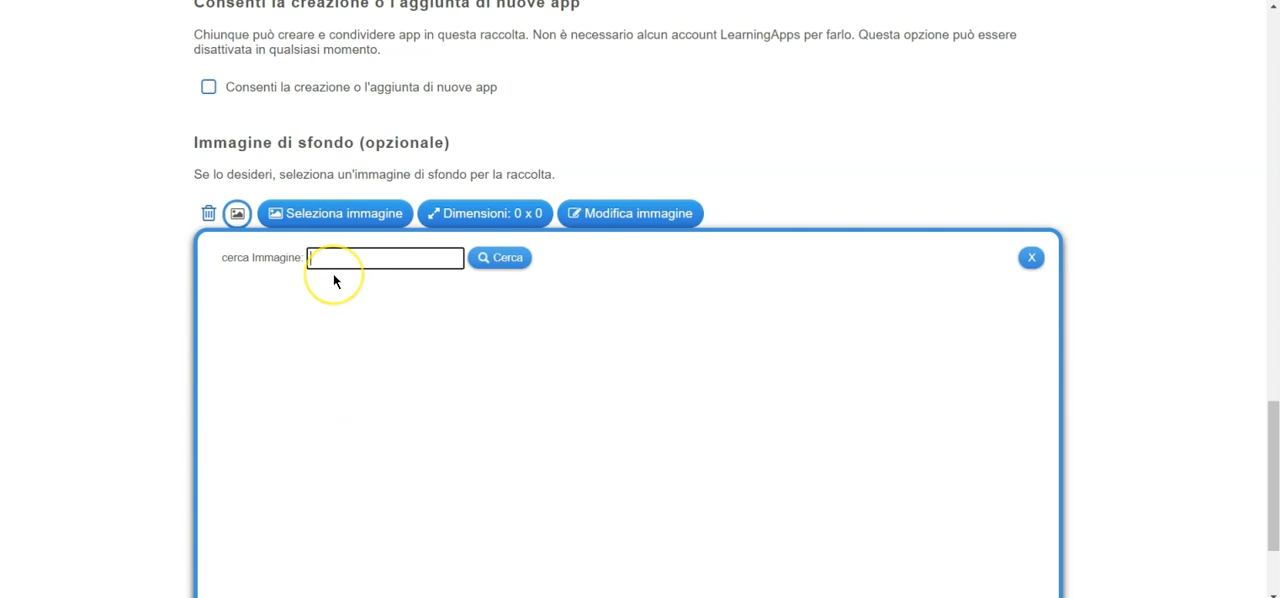 Consenti la creazione o l'aggiunta di nuove app
Chiunque può creare e condividere app in questa raccolta. Non è necessario alcun account LearningApps per farlo. Questa opzione può essere
disattivata in qualsiasi momento.
Consenti la creazione o l'aggiunta di nuove app
Immagine di sfondo (opzionale)
Se lo desideri, seleziona un'immagine di sfondo per la raccolta.
Seleziona immagine Dimensioni: 0 x 0 Modifica immagine
cerca Immagine: Cerca X